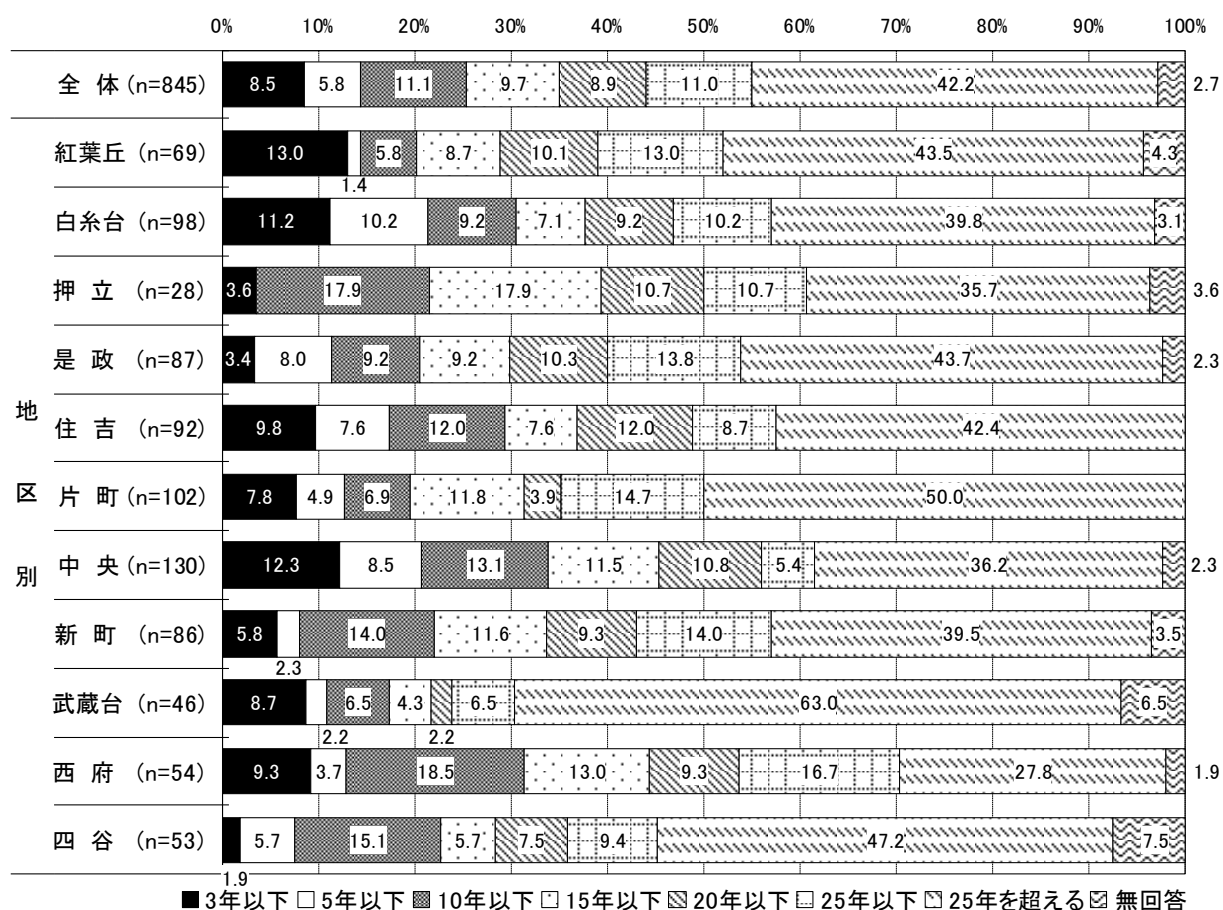 0% 10% 20% 30% 40% 50% 60% 70% 80% 90% 100%
全 体 (n=845) 8.5 5.8 11.1 9.7 8.9 11.0 42.2 2.7
紅葉丘 (n=69) 13.0 5.8 8.7 10.1 13.0 43.5 4.3
1.4
白糸台 (n=98) 11.2 10.2 9.2 7.1 9.2 10.2 39.8 3.1
押 立 (n=28) 3.6 17.9 17.9 10.7 10.7 35.7 3.6
是 政 (n=87) 3.4 8.0 9.2 9.2 10.3 13.8 43.7 2.3
地
住 吉 (n=92) 9.8 7.6 12.0 7.6 12.0 8.7 42.4
区 片 町 (n=102) 7.8 4.9 6.9 11.8 3.9 14.7 50.0
別 中 央 (n=130) 12.3 8.5 13.1 11.5 10.8 5.4 36.2 2.3
新 町 (n=86) 5.8 14.0 11.6 9.3 14.0 39.5 3.5
2.3
武蔵台 (n=46) 8.7 6.5 4.3 6.5 63.0 6.5
2.2 2.2
西 府 (n=54) 9.3 3.7 18.5 13.0 9.3 16.7 27.8 1.9
四 谷 (n=53) 5.7 15.1 5.7 7.5 9.4 47.2 7.5
1.9
3年以下 5年以下 10年以下 15年以下 20年以下 25年以下 25年を超える 無回答